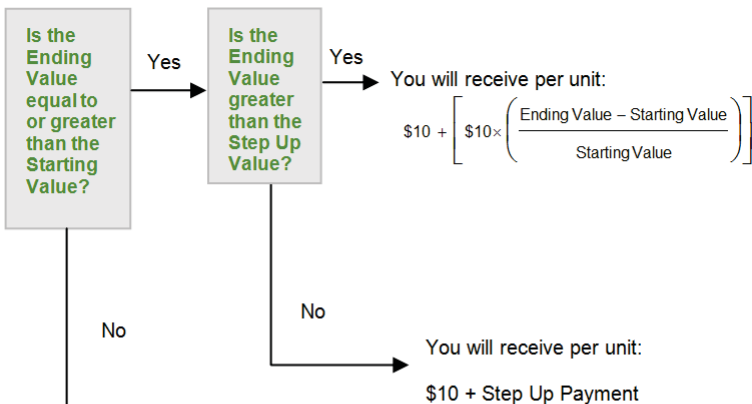 Is the
Ending
Value
equal to
or greater
than the
Starting
Value?
Yes
Is the
Ending
Value
greater
than the
Step Up
Value?
Yes
You will receive per unit:
$10 + [ $10× ( Ending Value – Starting Value
Starting Value ) ]
No
No
You will receive per unit:
$10 + Step Up Payment